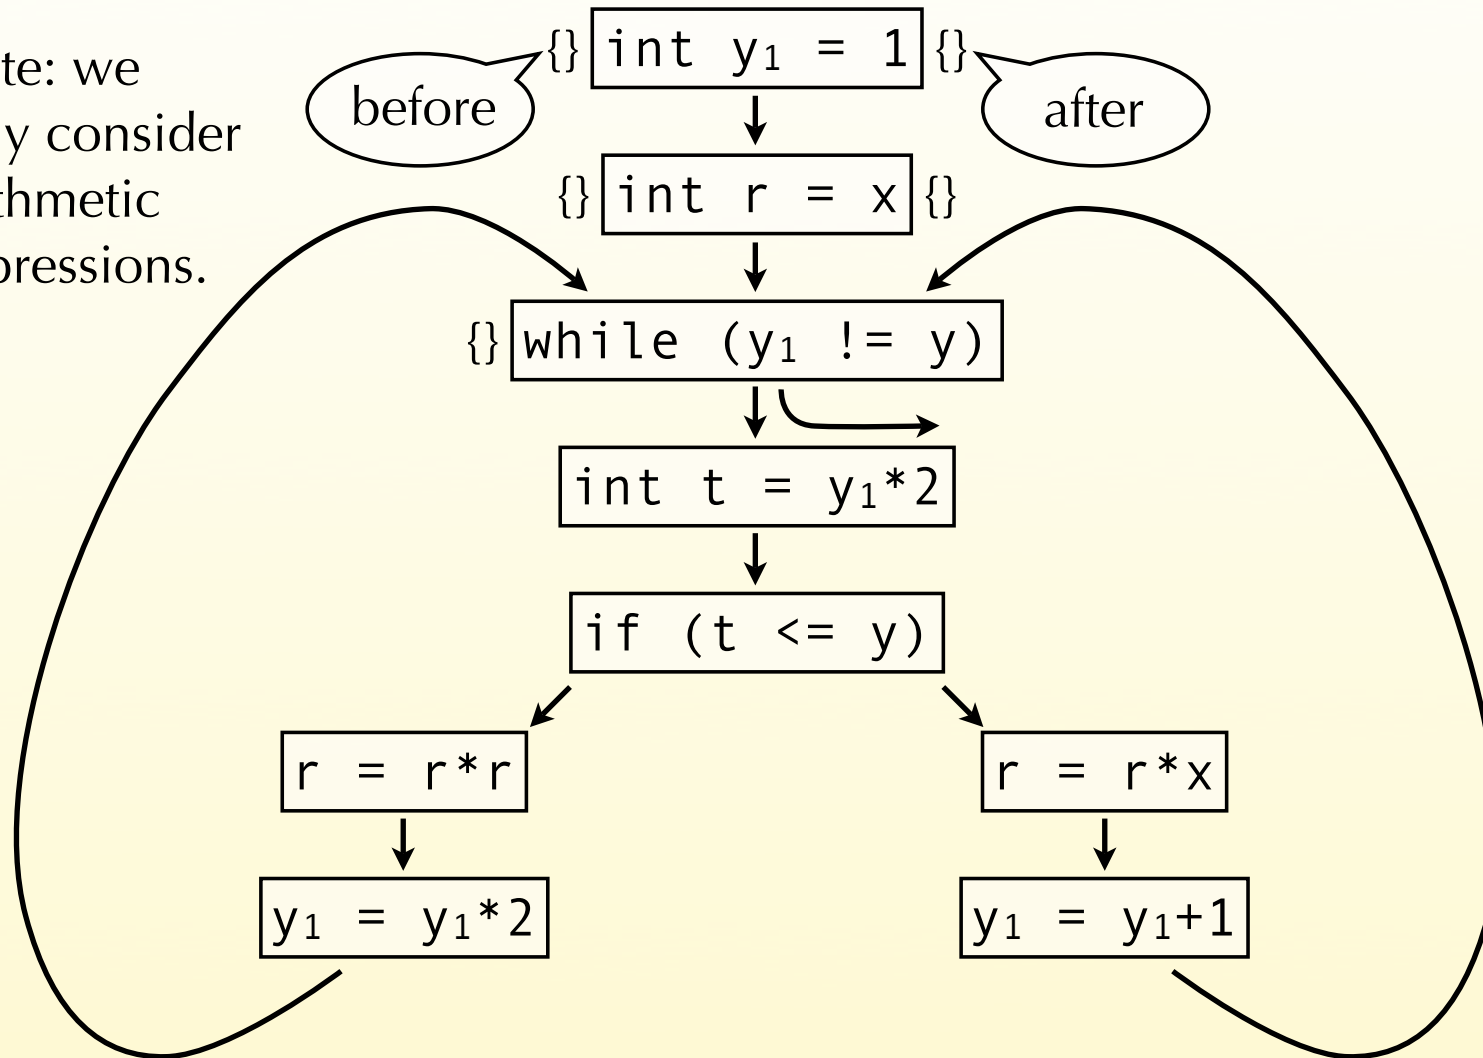 te: we
y consider
thmetic
pressions.
before
after
{} int y₁ = 1 {}
{} int r = x {}
{} while (y₁ != y)
int t = y₁*2
if (t <= y)
r = r*r
r = r*x
y₁ = y₁*2
y₁ = y₁+1